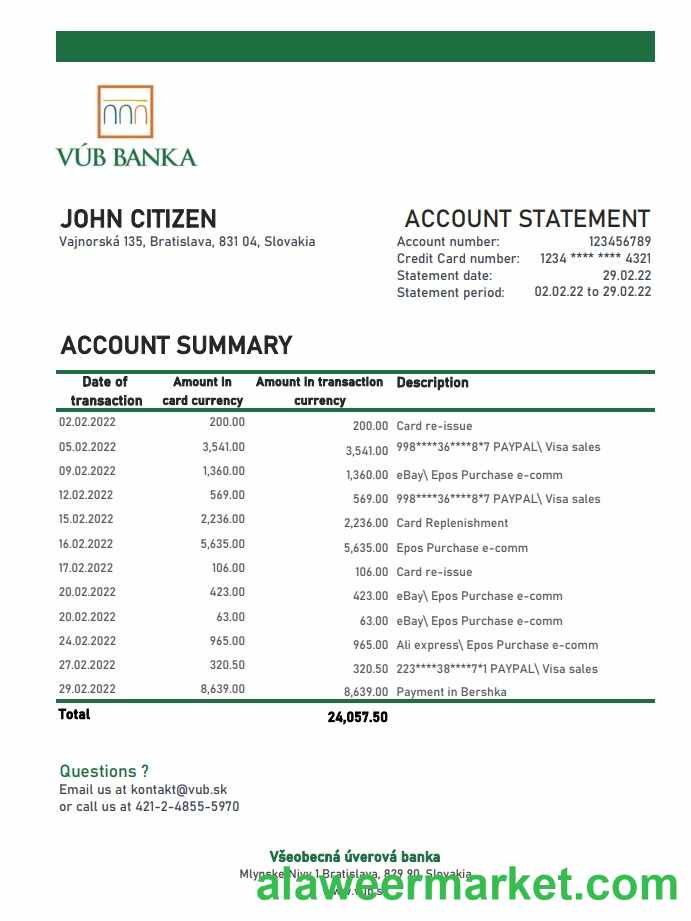 VÚB BANKA
JOHN CITIZEN
Vajnorská 135, Bratislava, 831 04, Slovakia
ACCOUNT STATEMENT
Account number: 123456789
Credit Card number: 1234 **** **** 4321
Statement date: 29.02.22
Statement period: 02.02.22 to 29.02.22
ACCOUNT SUMMARY
Date of transaction Amount in card currency Amount in transaction currency Description
02.02.2022 200.00 200.00 Card re-issue
05.02.2022 3,541.00 3,541.00 998****36****8*7 PAYPAL\ Visa sales
09.02.2022 1,360.00 1,360.00 eBay\ Epos Purchase e-comm
12.02.2022 569.00 569.00 998****36****8*7 PAYPAL\ Visa sales
15.02.2022 2,236.00 2,236.00 Card Replenishment
16.02.2022 5,635.00 5,635.00 Epos Purchase e-comm
17.02.2022 106.00 106.00 Card re-issue
20.02.2022 423.00 423.00 eBay\ Epos Purchase e-comm
20.02.2022 63.00 63.00 eBay\ Epos Purchase e-comm
24.02.2022 965.00 965.00 Ali express\ Epos Purchase e-comm
27.02.2022 320.50 320.50 223****38****7*1 PAYPAL\ Visa sales
29.02.2022 8,639.00 8,639.00 Payment in Bershka
Total 24,057.50
Questions ?
Email us at kontakt@vub.sk
or call us at 421-2-4855-5970
Všeobecná úverová banka
Mlynske Nivy 1,Bratislava, 829 90, Slovakia
alaweermarket.com